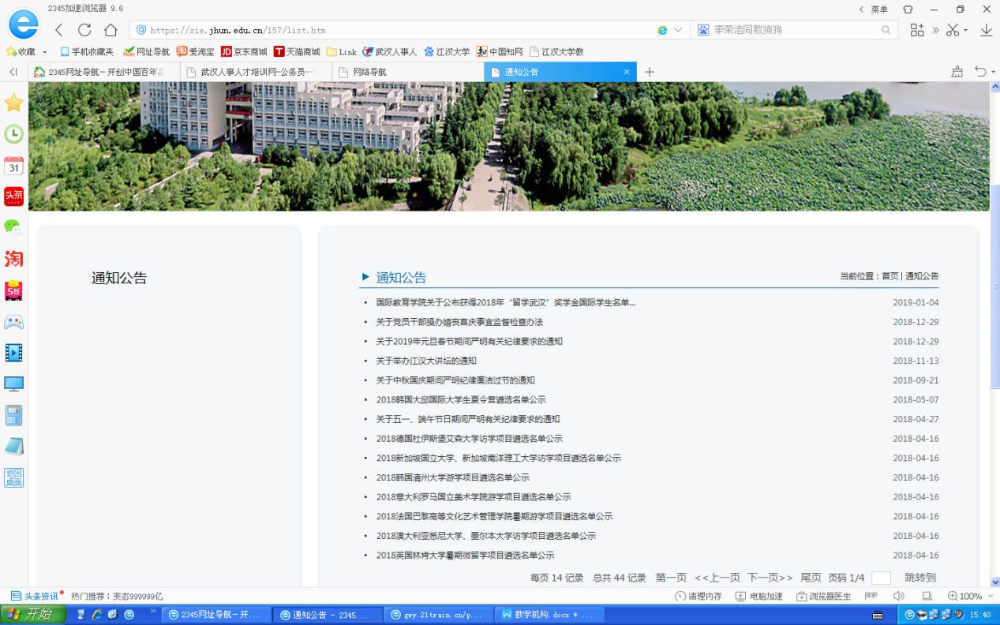 2345加速浏览器 9.6
菜单
https://sie.jhun.edu.cn/157/list.htm
李荣浩同款狗狗
收藏 手机收藏夹 网址导航 爱淘宝 京东商城 天猫商城 Link 武汉人事人 江汉大学 中国知网 江汉大学教
2345网址导航－开创中国百年品 武汉人事人才培训网-公务员-- 网络导航 通知公告
31
头条
淘
5折
返回
桌面
通知公告
通知公告 当前位置：首页 | 通知公告
国际教育学院关于公布获得2018年“留学武汉”奖学金国际学生名单... 2019-01-04
关于党员干部操办婚丧喜庆事宜监督检查办法 2018-12-29
关于2019年元旦春节期间严明有关纪律要求的通知 2018-12-29
关于举办江汉大讲坛的通知 2018-11-13
关于中秋国庆期间严明纪律廉洁过节的通知 2018-09-21
2018韩国大邱国际大学生夏令营遴选名单公示 2018-05-07
关于五一、端午节日期间严明有关纪律要求的通知 2018-04-27
2018德国杜伊斯堡艾森大学访学项目遴选名单公示 2018-04-16
2018新加坡国立大学、新加坡南洋理工大学访学项目遴选名单公示 2018-04-16
2018韩国清州大学游学项目遴选名单公示 2018-04-16
2018意大利罗马国立美术学院游学项目遴选名单公示 2018-04-16
2018法国巴黎高等文化艺术管理学院暑期游学项目遴选名单公示 2018-04-16
2018澳大利亚悉尼大学、墨尔本大学访学项目遴选名单公示 2018-04-16
2018英国林肯大学暑期微留学项目遴选名单公示 2018-04-16
每页 14 记录 总共 44 记录 第一页 <<上一页 下一页>> 尾页 页码 1/4 跳转到
头条资讯 热门推荐：变态999999亿 清理内存 电脑加速 浏览器医生 100%
开始 2345网址导航－开... 通知公告 - 2345... gwy.21train.cn/p... 数学机构.docx * ... 15:40